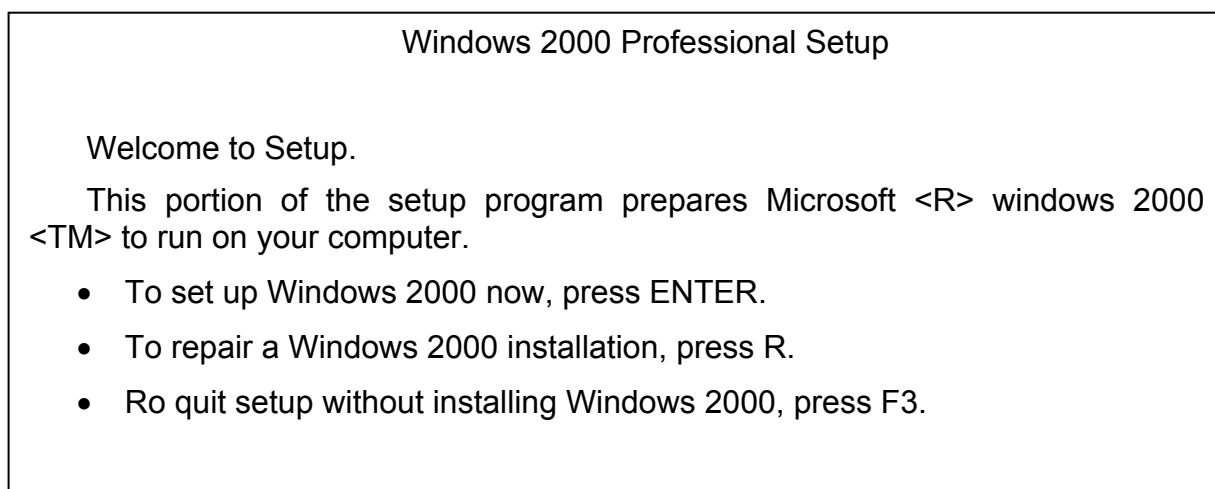 Windows 2000 Professional Setup
Welcome to Setup.
This portion of the setup program prepares Microsoft <R> windows 2000
<TM> to run on your computer.
• To set up Windows 2000 now, press ENTER.
• To repair a Windows 2000 installation, press R.
• Ro quit setup without installing Windows 2000, press F3.